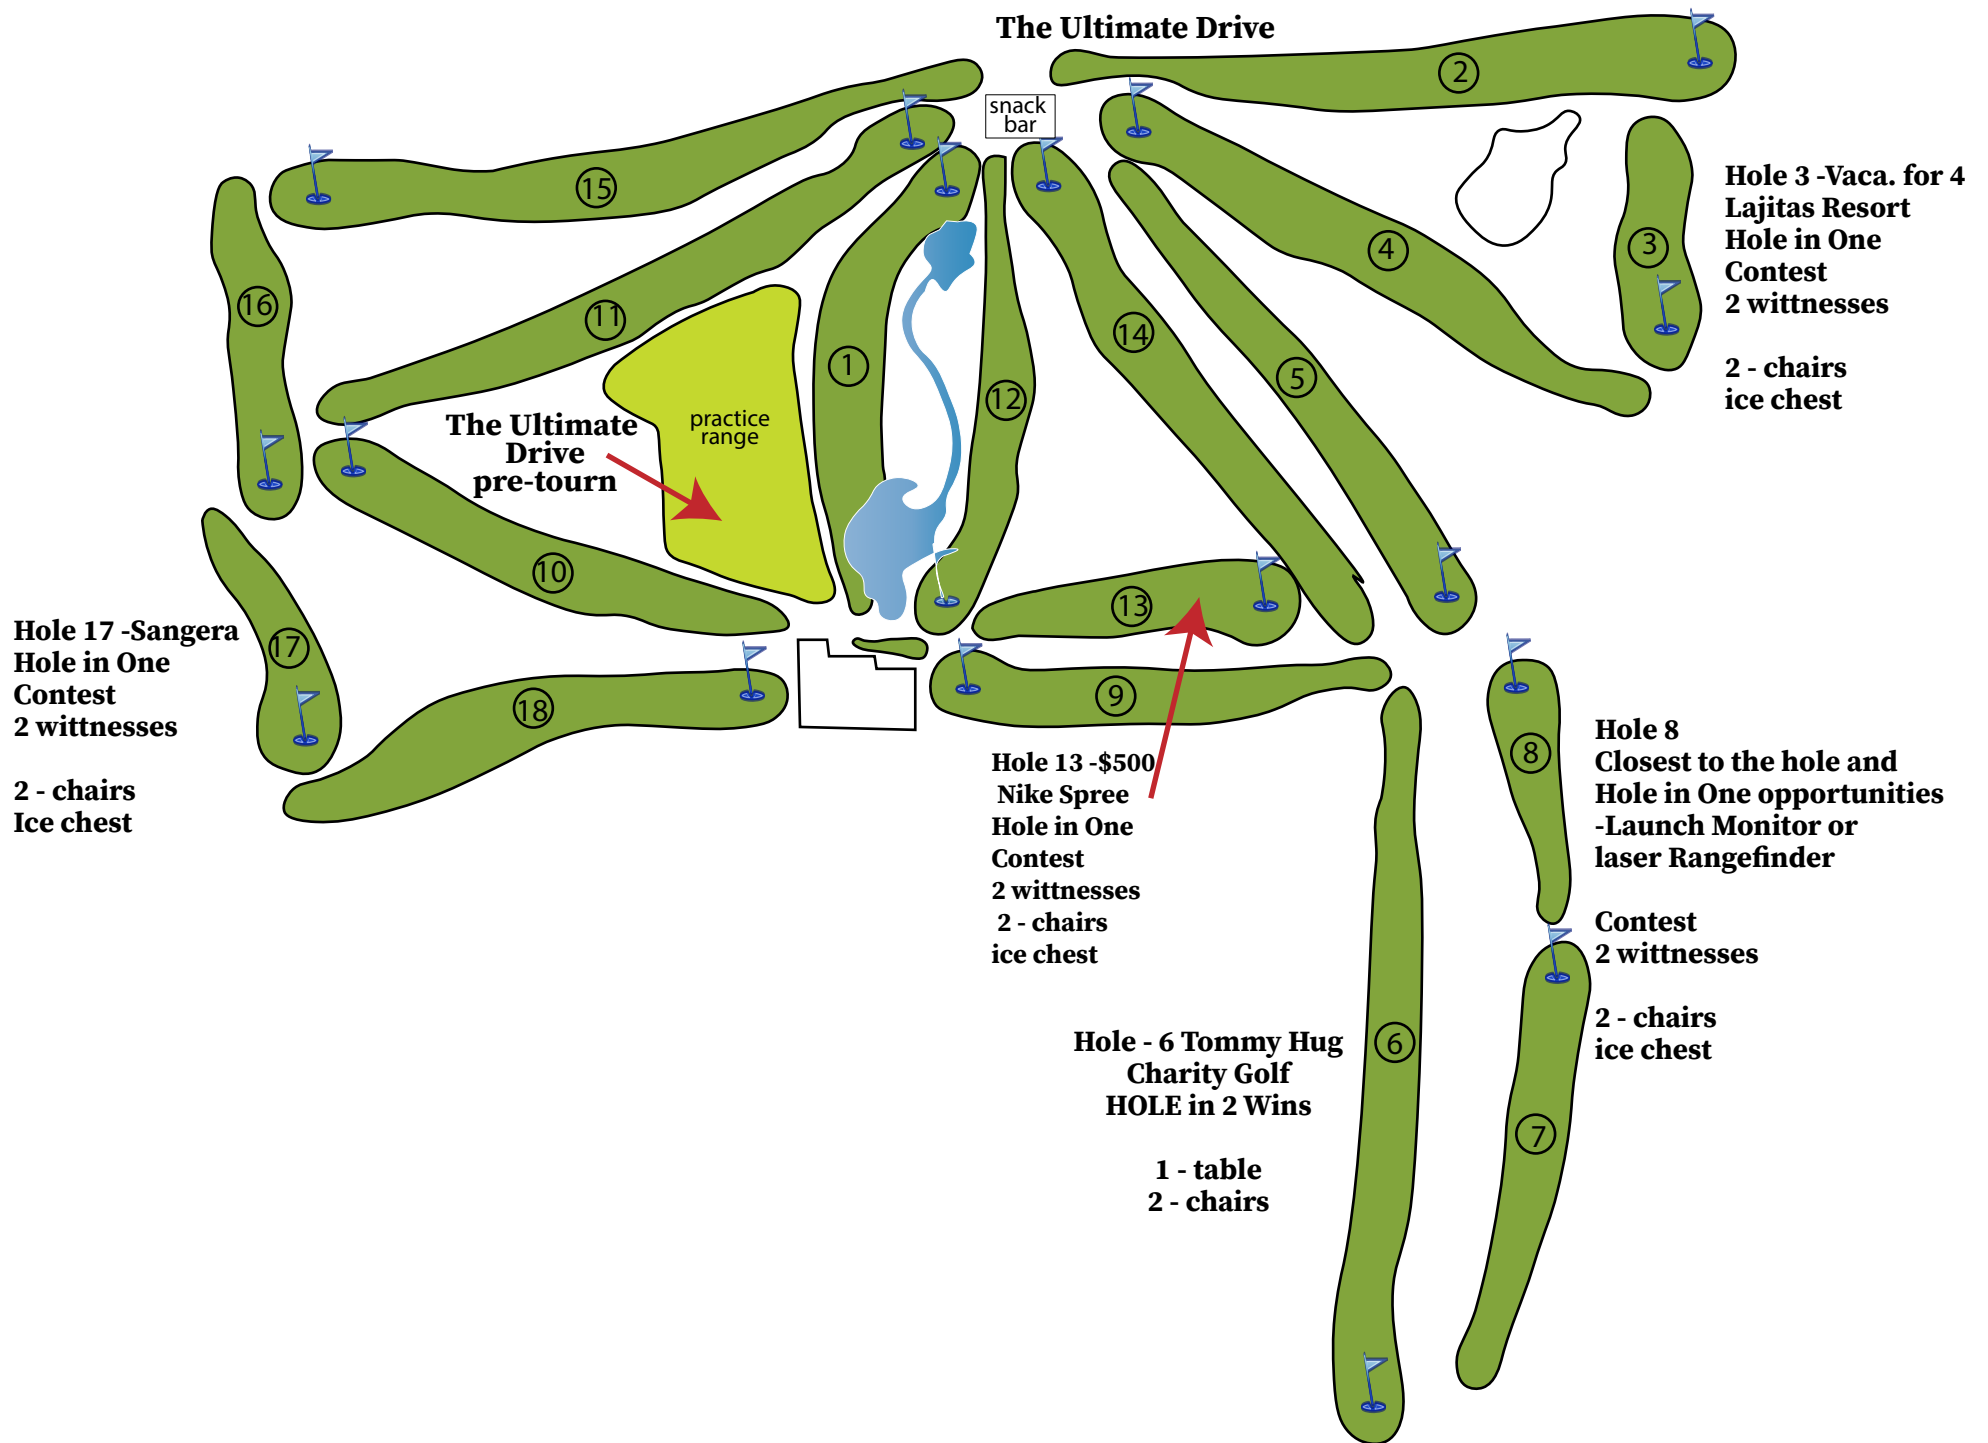 The Ultimate Drive
2
snack
bar
15
Hole 3 -Vaca. for 4
Lajitas Resort
Hole in One
Contest
2 wittnesses
2 - chairs
ice chest
3
4
16
11
14
1
5
12
The Ultimate
Drive
pre-tourn
practice
range
10
13
Hole 17 -Sangera
Hole in One
Contest
2 wittnesses
2 - chairs
Ice chest
17
18
9
Hole 13 -$500
Nike Spree
Hole in One
Contest
2 wittnesses
2 - chairs
ice chest
8
Hole 8
Closest to the hole and
Hole in One opportunities
-Launch Monitor or
laser Rangefinder
Contest
2 wittnesses
2 - chairs
ice chest
Hole - 6 Tommy Hug
Charity Golf
HOLE in 2 Wins
1 - table
2 - chairs
6
7